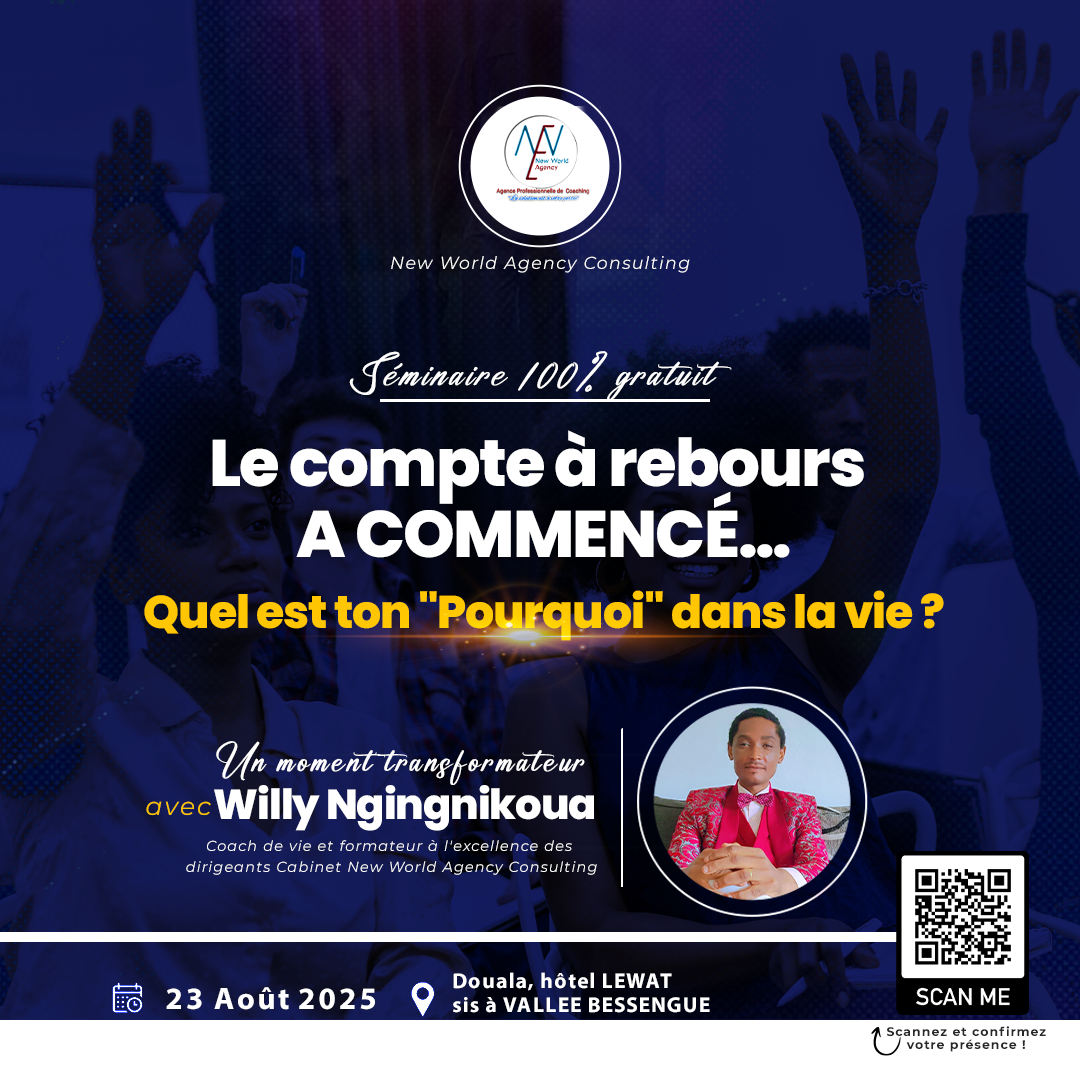 New World
Agency
Agence Professionnelle de Coaching
New World Agency Consulting
Séminaire 100% gratuit
Le compte à rebours
A COMMENCÉ...
Quel est ton "Pourquoi" dans la vie ?
Un moment transformateur
avec Willy Ngingnikoua
Coach de vie et formateur à l'excellence des
dirigeants Cabinet New World Agency Consulting
23 Août 2025
Douala, hôtel LEWAT
sis à VALLEE BESSENGUE
SCAN ME
Scannez et confirmez
votre présence !